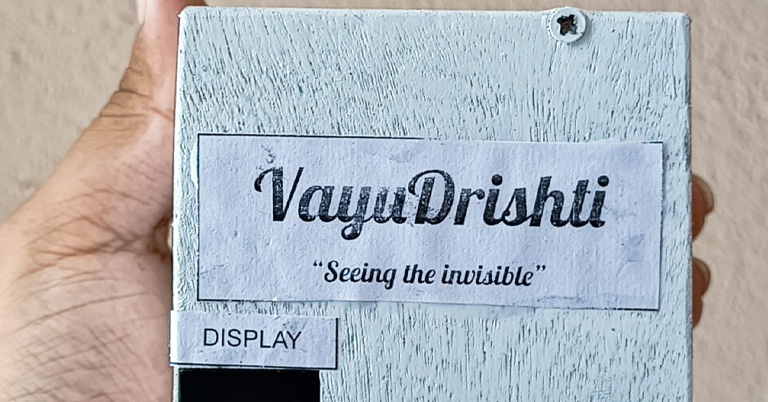 VayuDrishti
“Seeing the invisible”
DISPLAY